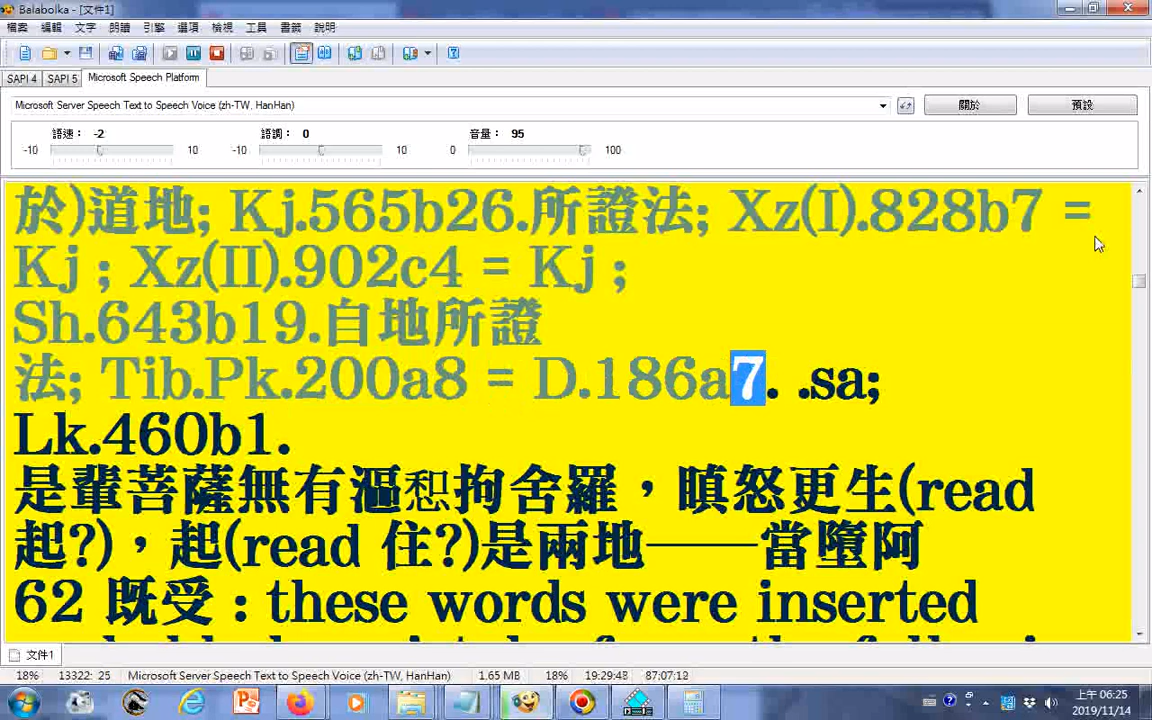 Balabolka - [文件1]
檔案 編輯 文字 朗讀 引擎 選項 檢視 工具 書籤 說明
SAPI 4 SAPI 5 Microsoft Speech Platform
Microsoft Server Speech Text to Speech Voice (zh-TW, HanHan)
關於
預設
語速： -2
語調： 0
音量： 95
-10 10 -10 10 0 100
於)道地; Kj.565b26.所證法; Xz(I).828b7 =
Kj ; Xz(II).902c4 = Kj ;
Sh.643b19.自地所證
法; Tib.Pk.200a8 = D.186a7. .sa;
Lk.460b1.
是輩菩薩無有漚惒拘舍羅，瞋怒更生(read
起?)，起(read 住?)是兩地——當墮阿
62 既受 : these words were inserted
文件1
18% 13322: 25 Microsoft Server Speech Text to Speech Voice (zh-TW, HanHan) 1.65 MB 18% 19:29:48 87:07:12
上午 06:25
2019/11/14